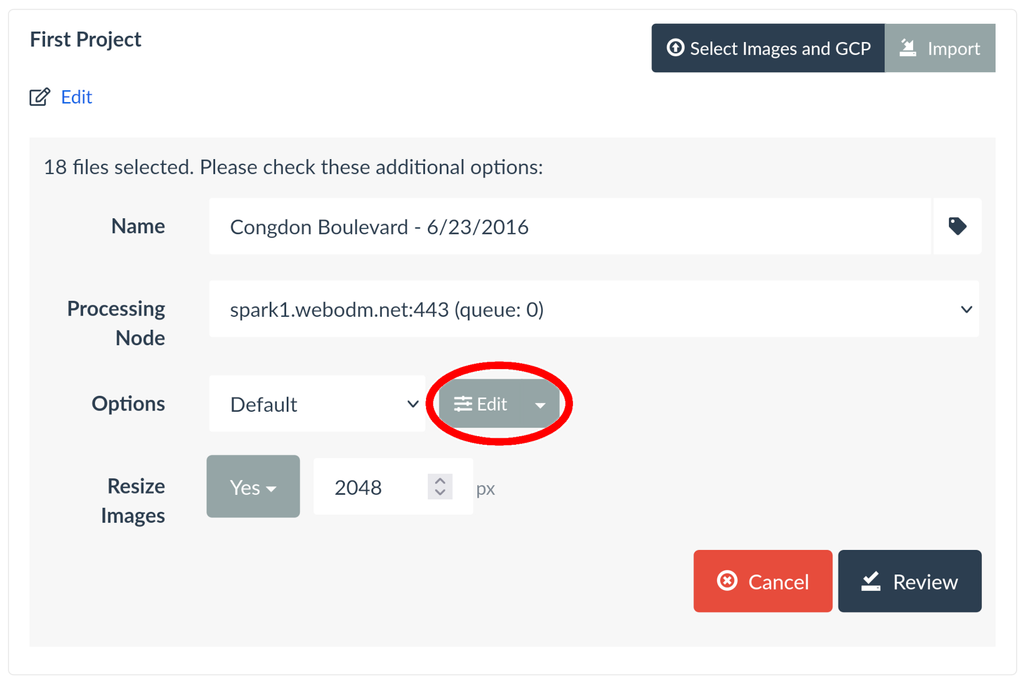 First Project
Select Images and GCP
Import
Edit
18 files selected. Please check these additional options:
Name
Congdon Boulevard - 6/23/2016
Processing
Node
spark1.webodm.net:443 (queue: 0)
Options
Default
Edit
Resize
Images
Yes
2048
px
Cancel
Review